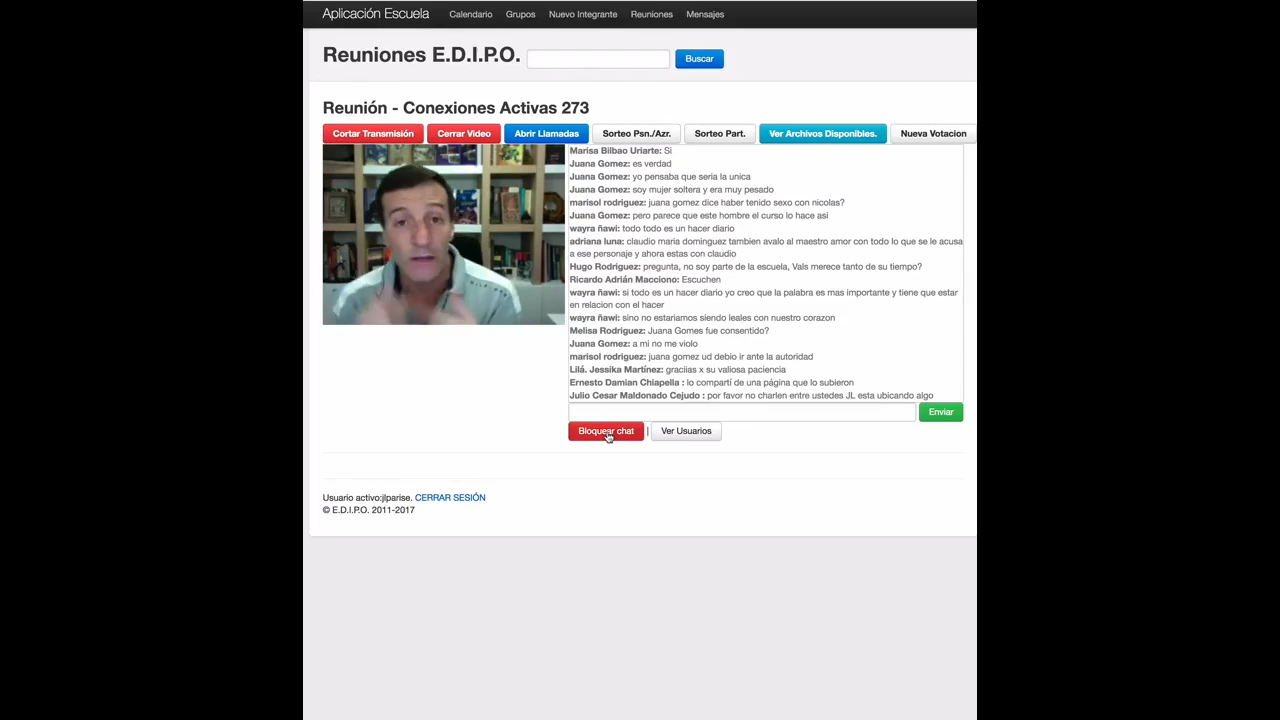 Aplicación Escuela Calendario Grupos Nuevo Integrante Reuniones Mensajes
Reuniones E.D.I.P.O. Buscar
Reunión - Conexiones Activas 273
Cortar Transmisión Cerrar Video Abrir Llamadas Sorteo Psn./Azr. Sorteo Part. Ver Archivos Disponibles. Nueva Votacion
Marisa Bilbao Uriarte: Si
Juana Gomez: es verdad
Juana Gomez: yo pensaba que seria la unica
Juana Gomez: soy mujer soltera y era muy pesado
marisol rodriguez: juana gomez dice haber tenido sexo con nicolas?
Juana Gomez: pero parece que este hombre el curso lo hace asi
wayra ñawi: todo todo es un hacer diario
adriana luna: claudio maria dominguez tambien avalo al maestro amor con todo lo que se le acusa
a ese personaje y ahora estas con claudio
Hugo Rodriguez: pregunta, no soy parte de la escuela, Vals merece tanto de su tiempo?
Ricardo Adrián Macciono: Escuchen
wayra ñawi: si todo es un hacer diario yo creo que la palabra es mas importante y tiene que estar
en relacion con el hacer
wayra ñawi: sino no estariamos siendo leales con nuestro corazon
Melisa Rodriguez: Juana Gomes fue consentido?
Juana Gomez: a mi no me violo
marisol rodriguez: juana gomez ud debio ir ante la autoridad
Lilá. Jessika Martínez: graciias x su valiosa paciencia
Ernesto Damian Chiapella : lo compartí de una página que lo subieron
Julio Cesar Maldonado Cejudo : por favor no charlen entre ustedes JL esta ubicando algo
Enviar
Bloquear chat | Ver Usuarios
Usuario activo:jlparise. CERRAR SESIÓN
© E.D.I.P.O. 2011-2017